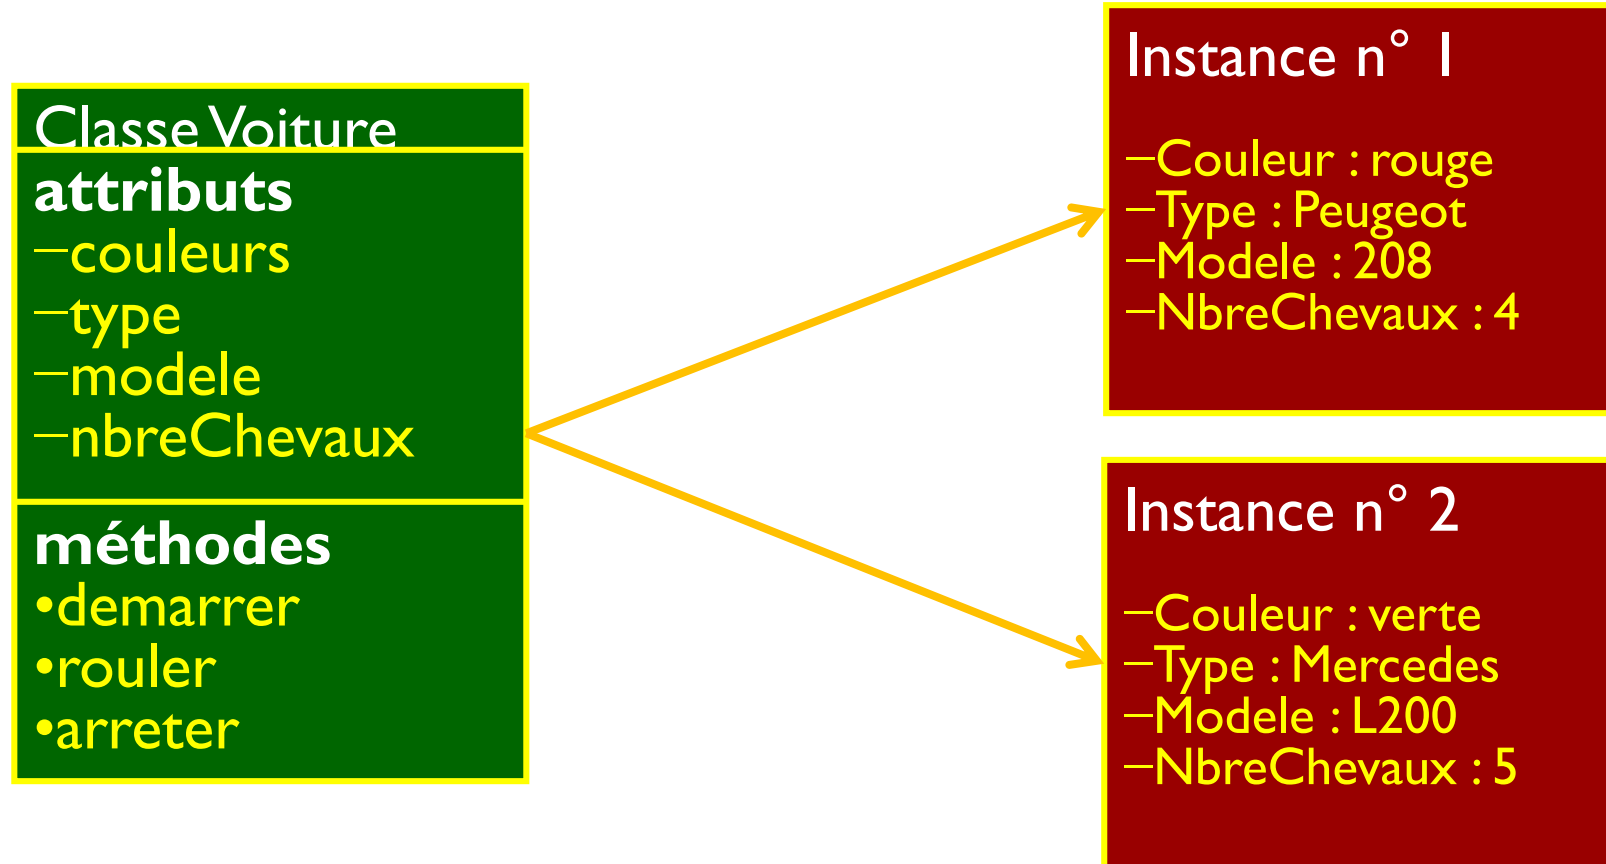 Classe Voiture
attributs
–couleurs
–type
–modele
–nbreChevaux
méthodes
•demarrer
•rouler
•arreter
Instance n° 1
–Couleur : rouge
–Type : Peugeot
–Modele : 208
–NbreChevaux : 4
Instance n° 2
–Couleur : verte
–Type : Mercedes
–Modele : L200
–NbreChevaux : 5